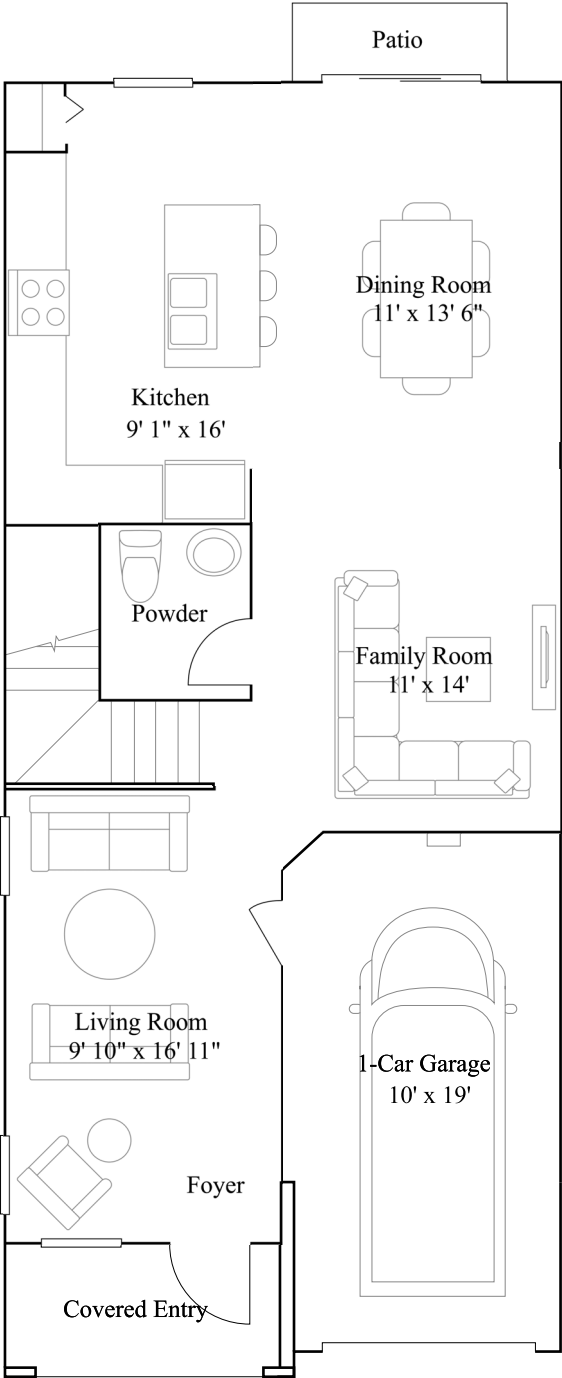 Patio
Dining Room
11' x 13' 6"
Kitchen
9' 1" x 16'
Powder
Family Room
11' x 14'
Living Room
9' 10" x 16' 11"
1-Car Garage
10' x 19'
Foyer
Covered Entry